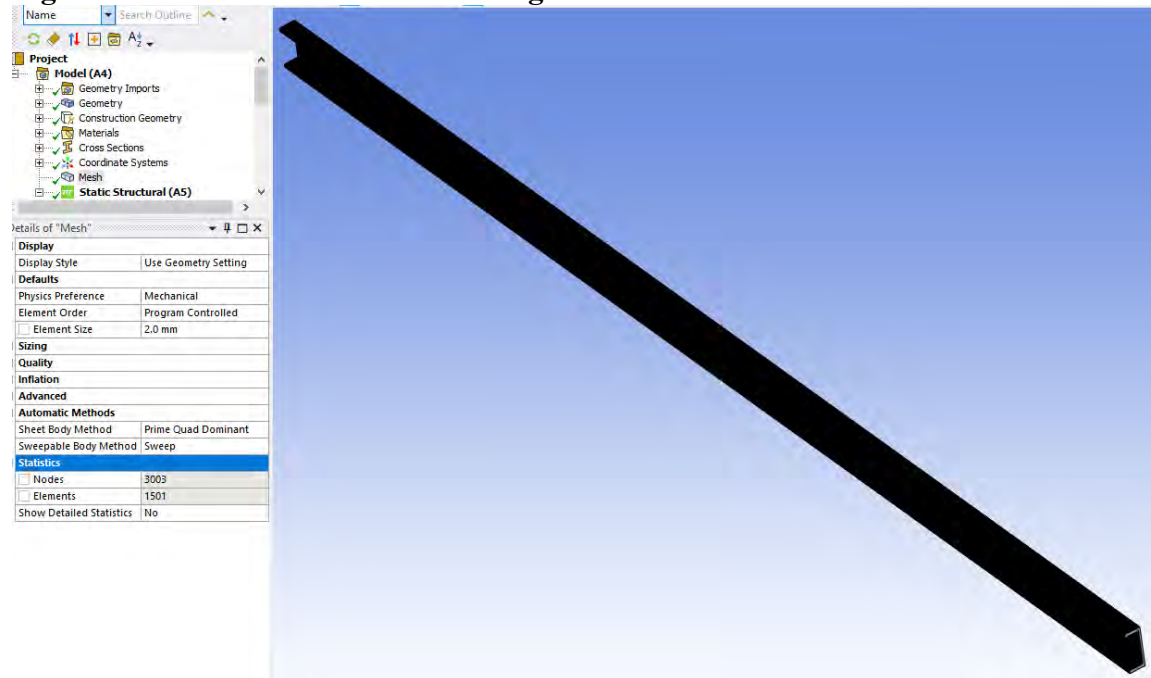 Name Search Outline
Project
Model (A4)
Geometry Imports
Geometry
Construction Geometry
Materials
Cross Sections
Coordinate Systems
Mesh
Static Structural (A5)
Details of "Mesh"
Display
Display Style Use Geometry Setting
Defaults
Physics Preference Mechanical
Element Order Program Controlled
Element Size 2.0 mm
Sizing
Quality
Inflation
Advanced
Automatic Methods
Sheet Body Method Prime Quad Dominant
Sweepable Body Method Sweep
Statistics
Nodes 3003
Elements 1501
Show Detailed Statistics No